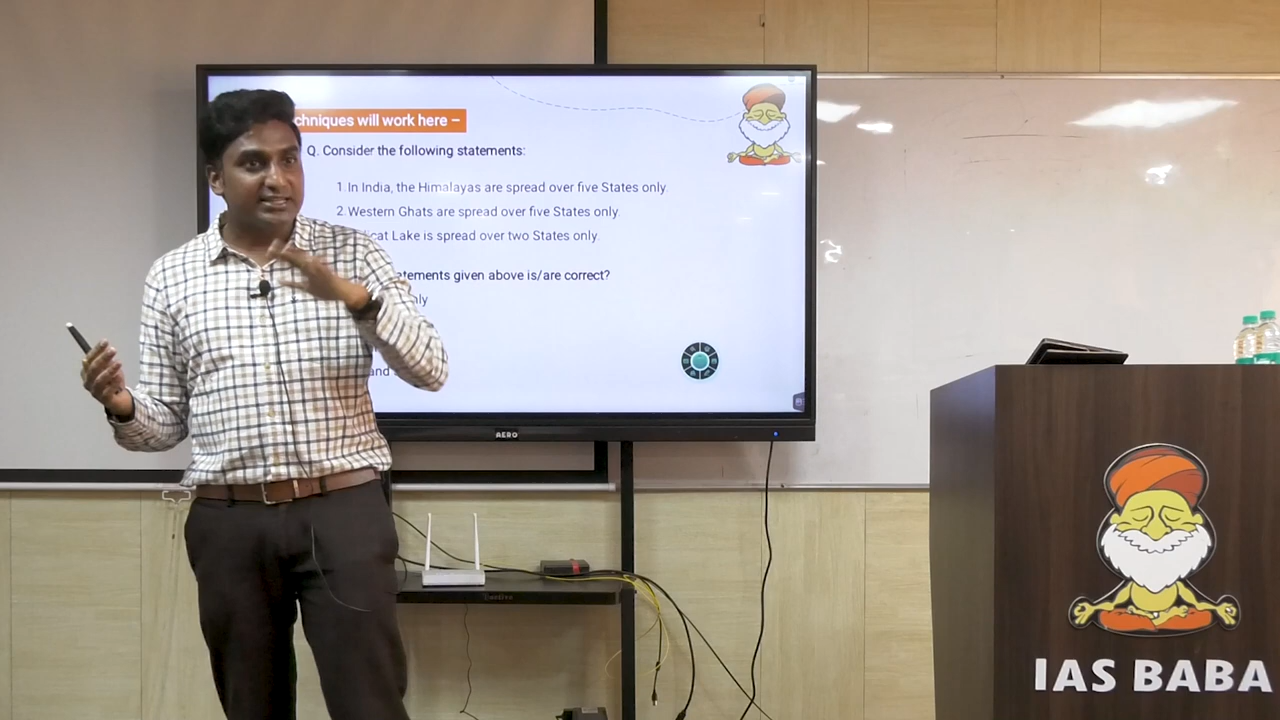 chniques will work here –
Q. Consider the following statements:
1.In India, the Himalayas are spread over five States only.
2.Western Ghats are spread over five States only.
licat Lake is spread over two States only.
atements given above is/are correct?
nly
and
AERO
IAS BABA